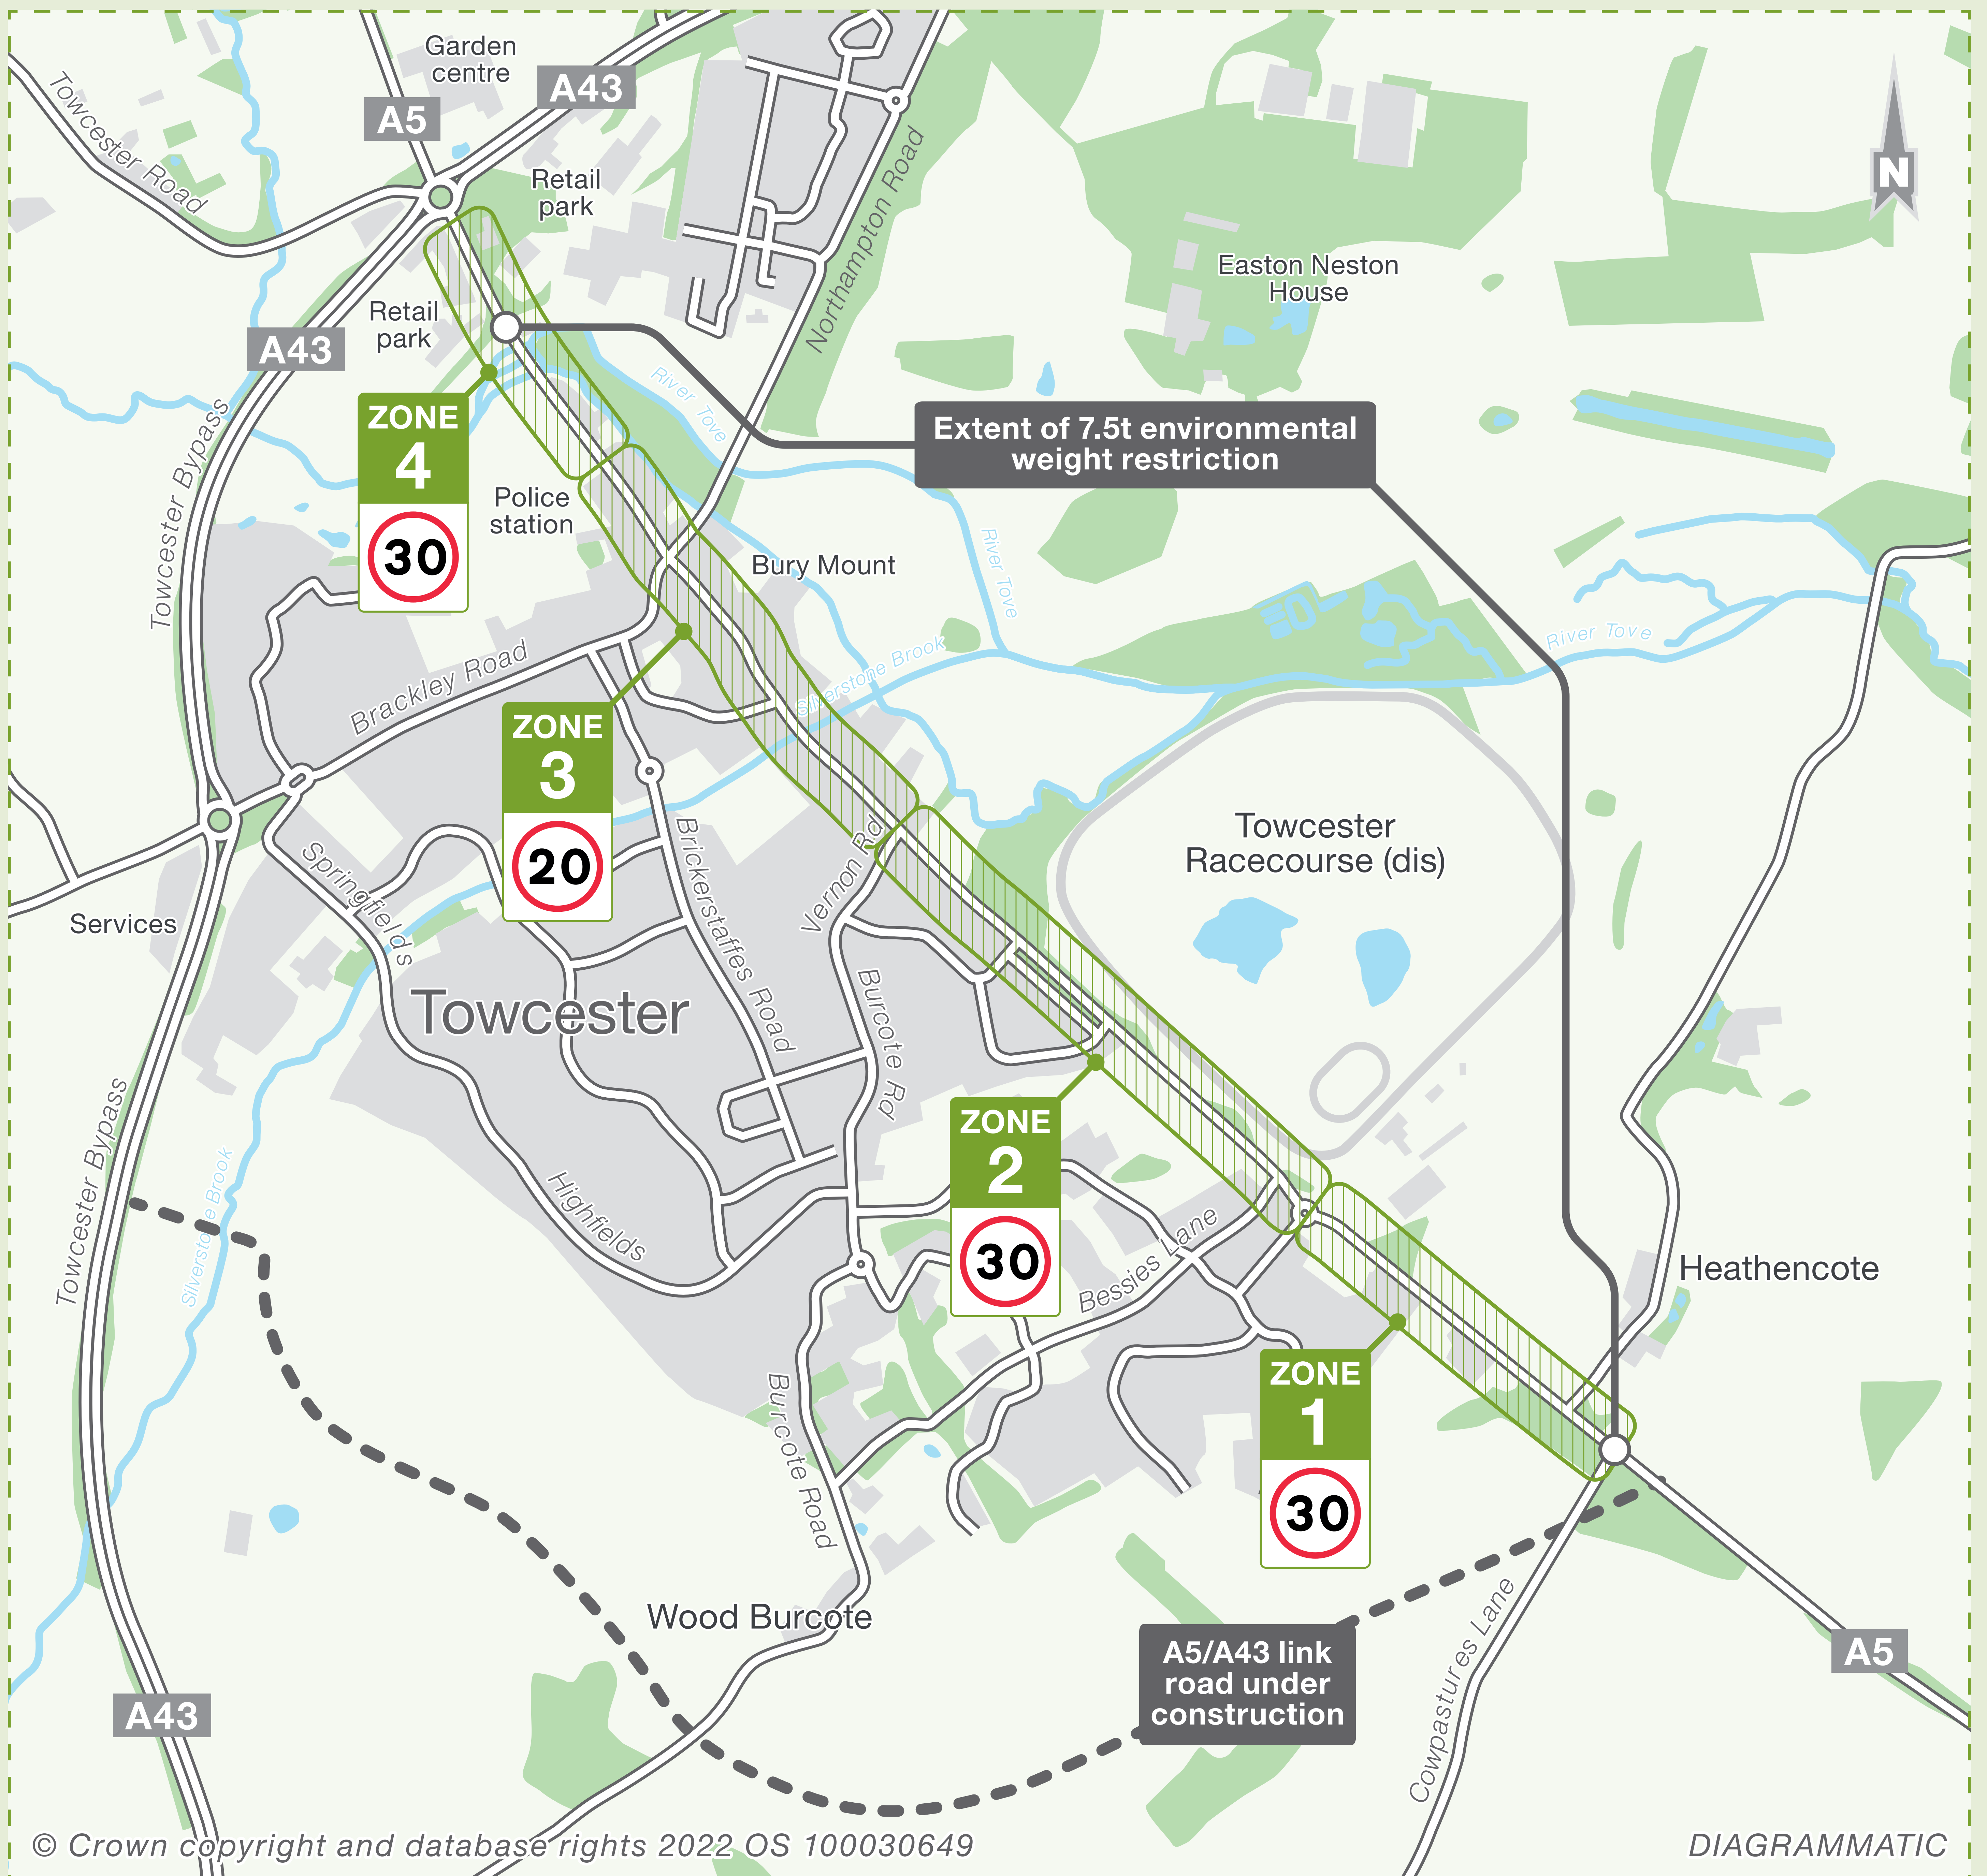 Garden
centre
A43
A5
Towcester Road
Retail
park
Northampton Road
N
Easton Neston
House
Retail
park
A43
River Tove
Towcester Bypass
ZONE
4
30
Extent of 7.5t environmental
weight restriction
Police
station
Bury Mount
River Tove
River Tove
Brackley Road
Silverstone Brook
ZONE
3
20
Towcester
Racecourse (dis)
Springfields
Brickerstaffes Road
Vernon Rd
Services
Towcester
Burcote Rd
Towcester Bypass
ZONE
2
30
Silverstone Brook
Highfields
Bessies Lane
Heathencote
ZONE
1
30
Burcote Road
Wood Burcote
A5/A43 link
road under
construction
Cowpastures Lane
A5
A43
© Crown copyright and database rights 2022 OS 100030649
DIAGRAMMATIC